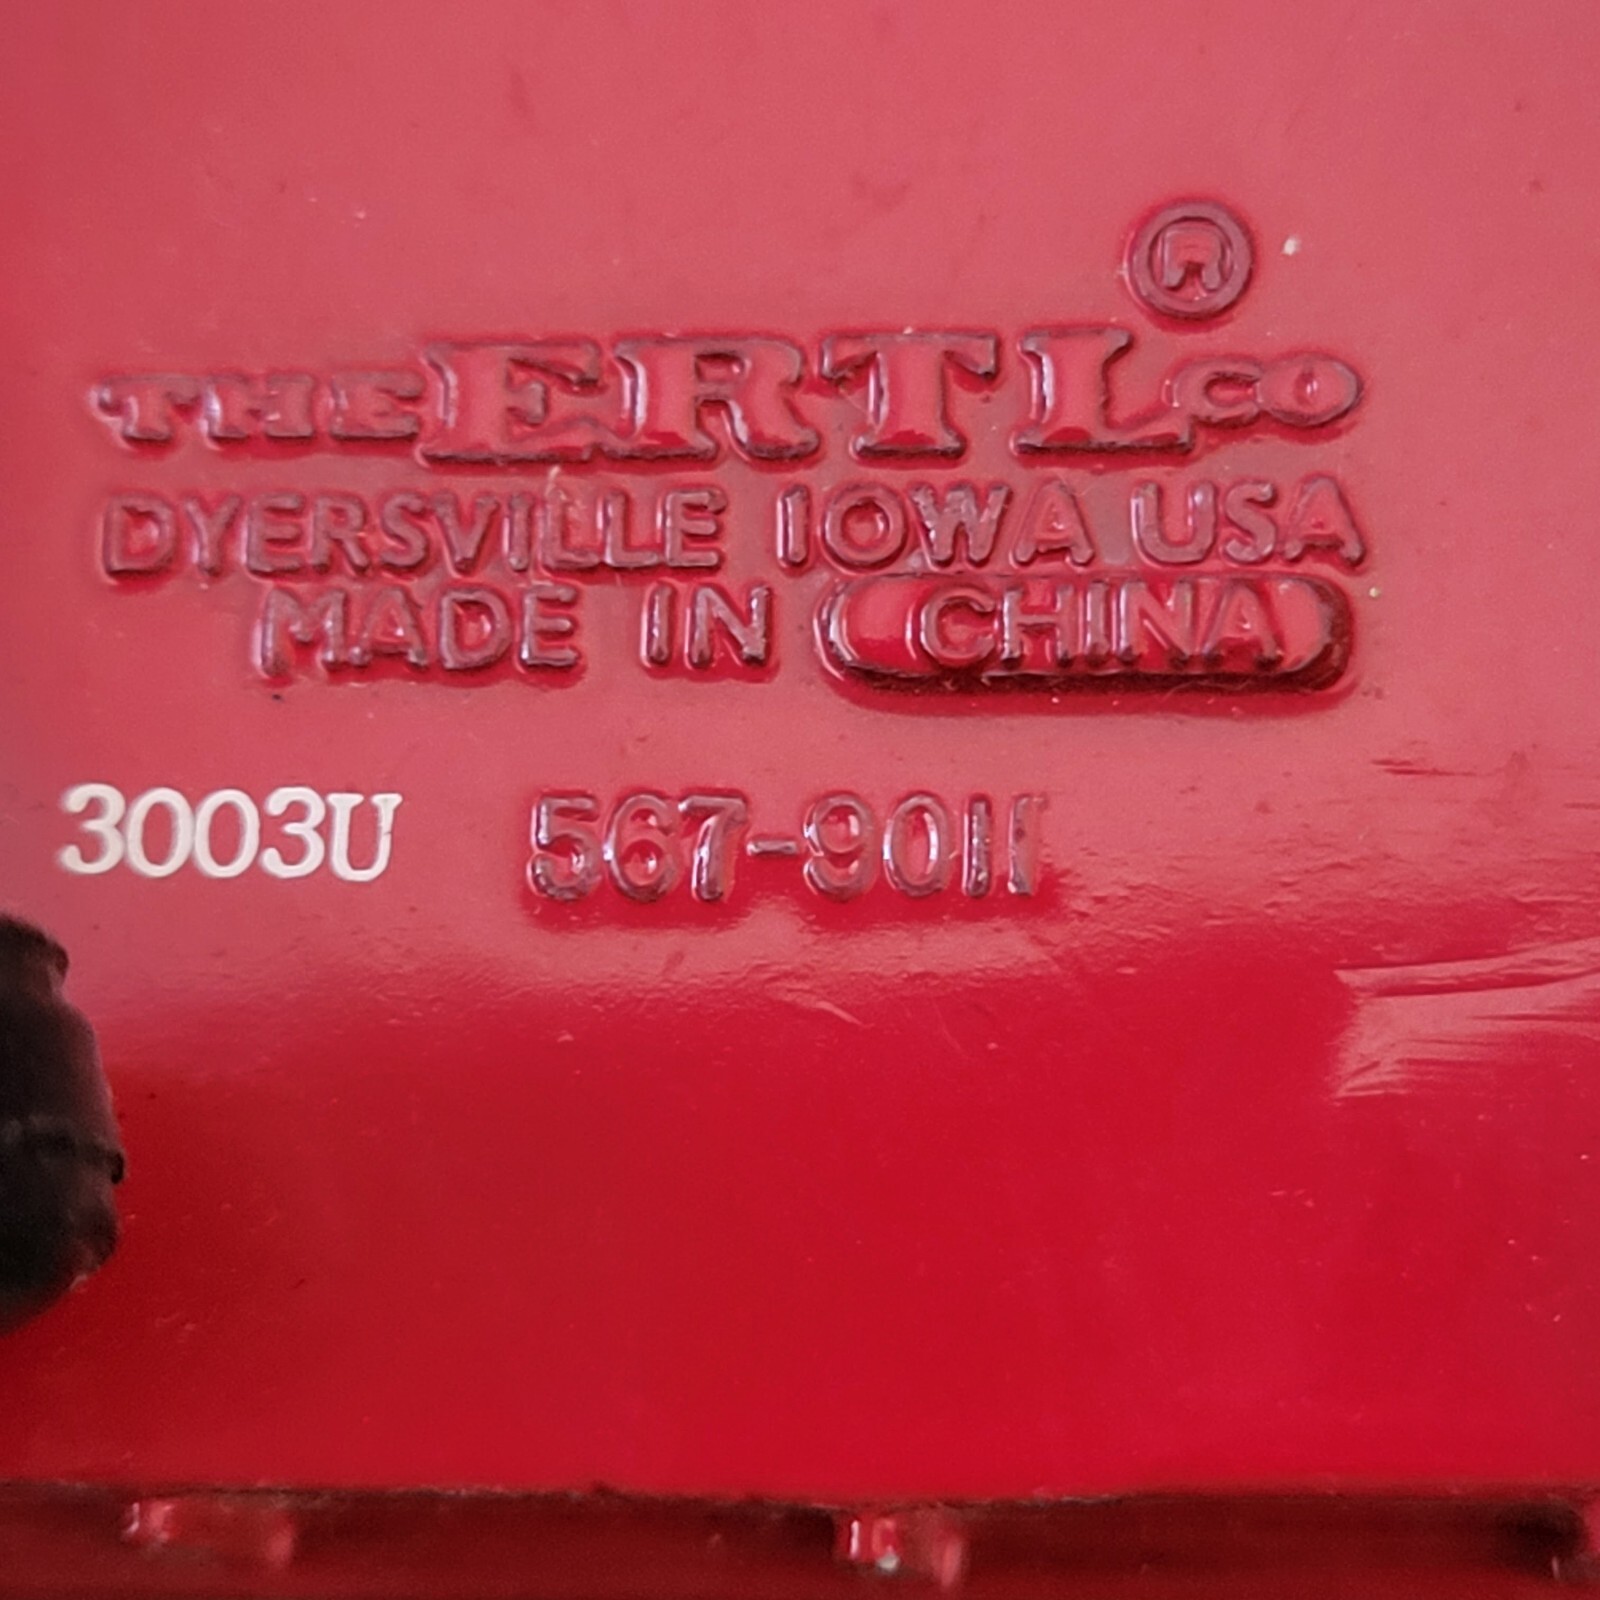 ®
THE ERTL CO
DYERSVILLE IOWA USA
MADE IN CHINA
3003U 567-9011